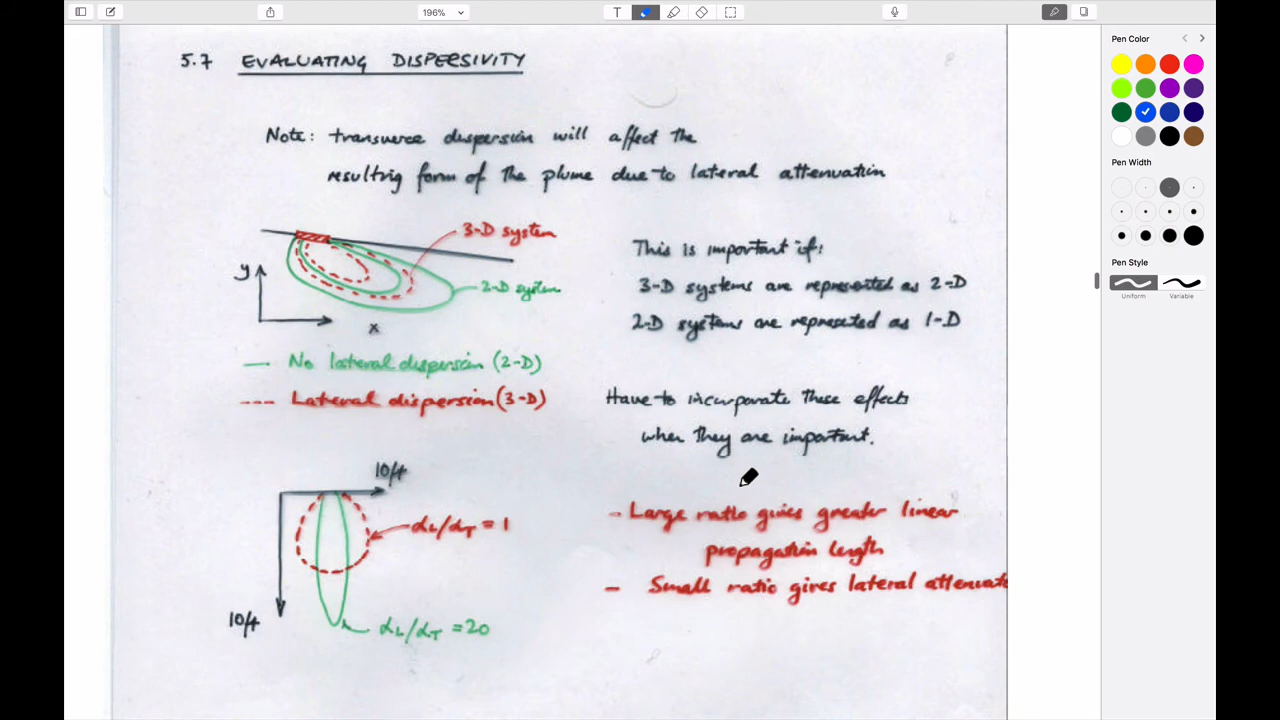 196%
T
5.7 EVALUATING DISPERSIVITY
Note: transverse dispersion will affect the
resulting form of the plume due to lateral attenuation
3-D system
2-D system
y
x
No lateral dispersion (2-D)
Lateral dispersion (3-D)
This is important if:
3-D systems are represented as 2-D
2-D systems are represented as 1-D
Have to incorporate these effects
when they are important.
αL/αT = 1
αL/αT = 20
- Large ratio gives greater linear
propagation length
- Small ratio gives lateral
Pen Color
Pen Width
Pen Style
Uniform
Variable